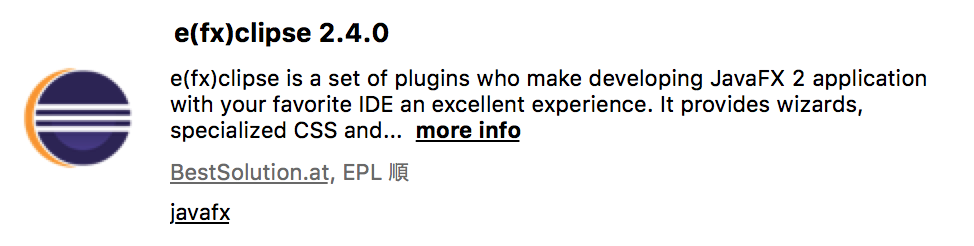 e(fx)clipse 2.4.0
e(fx)clipse is a set of plugins who make developing JavaFX 2 application
with your favorite IDE an excellent experience. It provides wizards,
specialized CSS and... more info
BestSolution.at, EPL 順
javafx